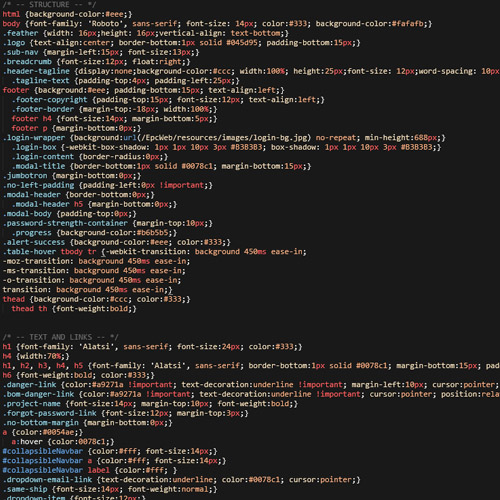 /* -- STRUCTURE -- */
html {background-color:#eee;}
body {font-family: 'Roboto', sans-serif; font-size: 14px; color:#333; background-color:#fafafb;}
.feather {width: 16px;height: 16px;vertical-align: text-bottom;}
.logo {text-align:center; border-bottom:1px solid #045d95; padding-bottom:15px;}
.sub-nav {margin-left:15px; font-size:13px;}
.breadcrumb {font-size:12px; float:right;}
.header-tagline {display:none;background-color:#ccc; width:100%; height:25px;font-size: 12px;word-spacing: 10px
.tagline-text {padding-top:4px; padding-left:25px;}
footer {background:#eee; padding-bottom:15px; text-align:left;}
.footer-copyright {padding-top:15px; font-size:12px; text-align:left;}
.footer-border {margin-top:-18px; width:100%;}
footer h4 {font-size:14px; margin-bottom:5px;}
footer p {margin-bottom:0px;}
.login-wrapper {background:url(/EpcWeb/resources/images/login-bg.jpg) no-repeat; min-height:688px;}
.login-box {-webkit-box-shadow: 1px 1px 10px 3px #B3B3B3; box-shadow: 1px 1px 10px 3px #B3B3B3;}
.login-content {border-radius:0px;}
.modal-title {border-bottom:1px solid #0078c1; margin-bottom:15px;}
.jumbotron {margin-bottom:0px;}
.no-left-padding {padding-left:0px !important;}
.modal-header {border-bottom:0px;}
.modal-header h5 {margin-bottom:0px;}
.modal-body {padding-top:0px;}
.password-strength-container {margin-top:10px;}
.progress {background-color:#b6b5b5;}
.alert-success {background-color:#eee; color:#333;}
.table-hover tbody tr {-webkit-transition: background 450ms ease-in;
-moz-transition: background 450ms ease-in;
-ms-transition: background 450ms ease-in;
-o-transition: background 450ms ease-in;
transition: background 450ms ease-in;}
thead {background-color:#ccc; color:#333;}
thead th {font-weight:bold;}
/* -- TEXT AND LINKS -- */
h1 {font-family: 'Alatsi', sans-serif; font-size:24px; color:#333;}
h4 {width:70%;}
h1, h2, h3, h4, h5 {font-family: 'Alatsi', sans-serif; border-bottom:1px solid #0078c1; margin-bottom:15px; pad
h6 {font-weight:bold; color:#333;}
.danger-link {color:#a9271a !important; text-decoration:underline !important; margin-left:10px; cursor:pointer;
.bom-danger-link {color:#a9271a !important; text-decoration:underline !important; cursor:pointer; position:rela
.project-name {font-size:14px; margin-top:10px; font-weight:bold;}
.forgot-password-link {font-size:12px; margin-top:3px;}
.no-bottom-margin {margin-bottom:0px;}
a {color:#0054ae;}
a:hover {color:0078c1;}
#collapsibleNavbar {color:#fff; font-size:14px;}
#collapsibleNavbar a {color:#fff; font-size:14px;}
#collapsibleNavbar label {color:#fff; }
.dropdown-email-link {text-decoration:underline; color:#0078c1; cursor:pointer;}
.same-ship {font-size:14px; font-weight:normal;}
.dropdown-item {font-size:12px;}